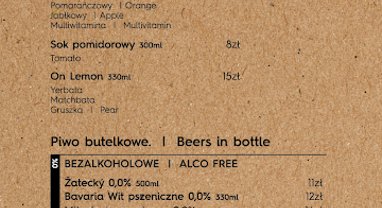 Pomarańczowy | Orange
Jabłkowy | Apple
Multiwitamina | Multivitamin
Sok pomidorowy 300ml 8zł
Tomato
On Lemon 330ml 15zł
Yerbata
Matchbata
Gruszka | Pear
Piwo butelkowe. | Beers in bottle
BEZALKOHOLOWE | ALCO FREE
Žatecký 0,0% 500ml 11zł
Bavaria Wit pszeniczne 0,0% 330ml 12zł